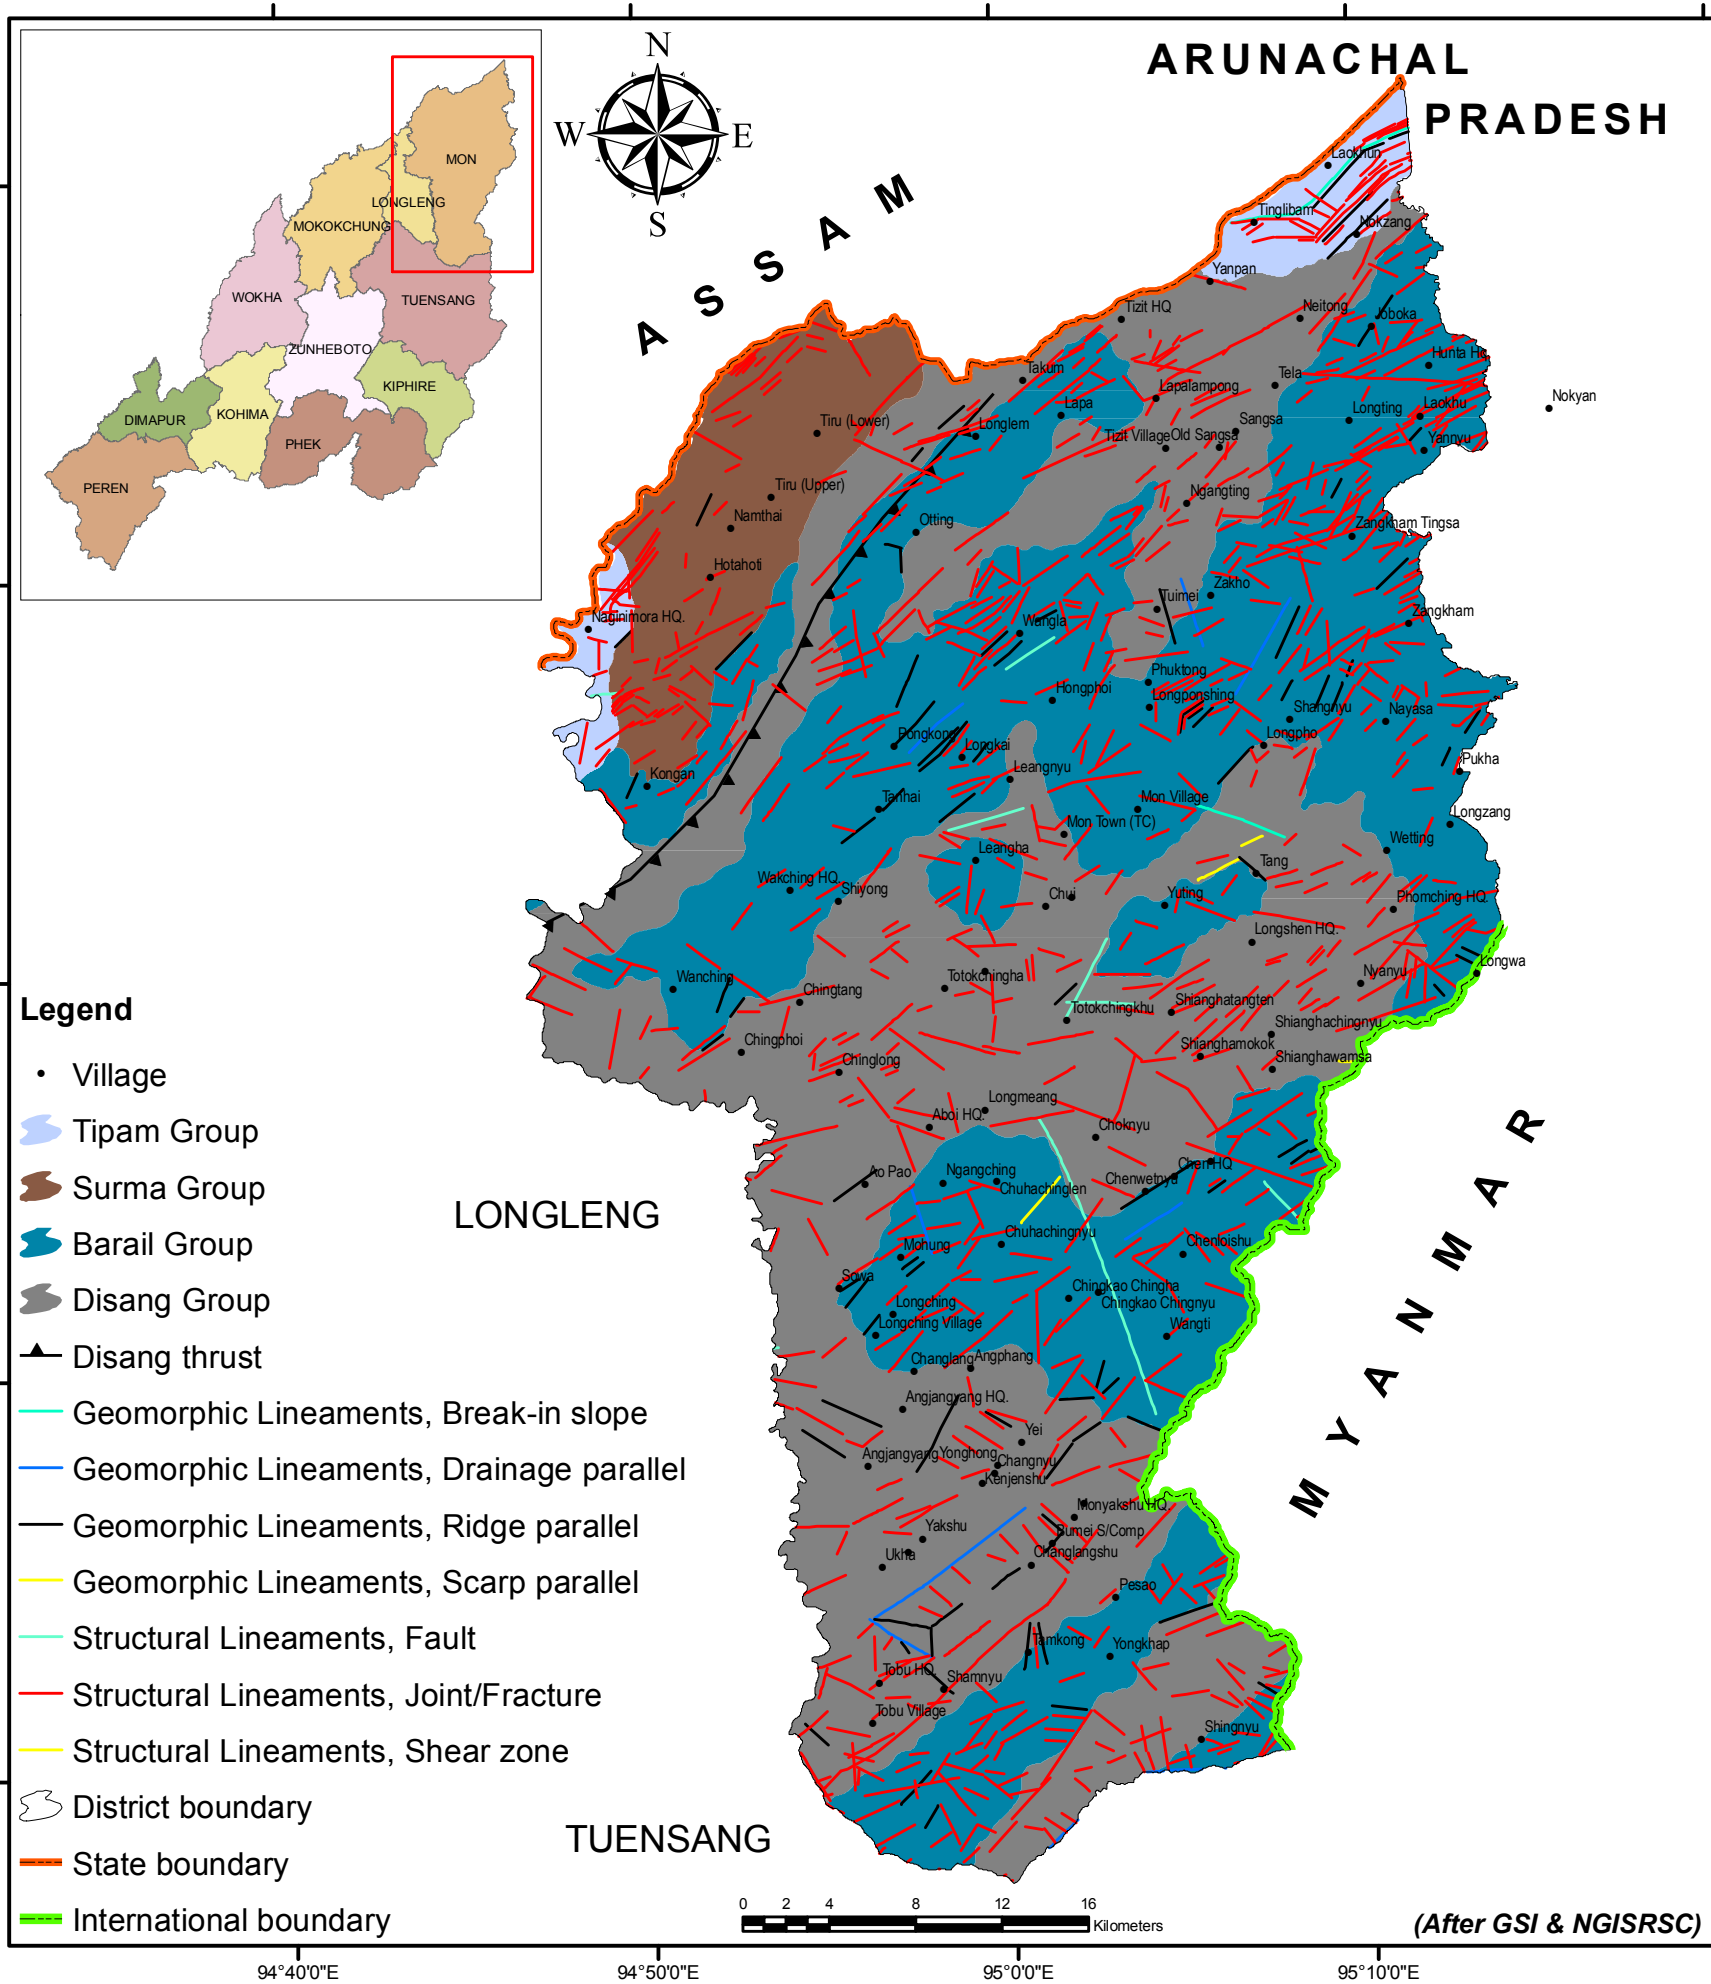 ARUNACHAL
PRADESH
N
W E
S
ASSAM
MON
LONGLENG
MOKOKCHUNG
WOKHA
TUENSANG
ZUNHEBOTO
KIPHIRE
DIMAPUR
KOHIMA
PHEK
PEREN
Laokhun
Tinglibam
Nokzang
Yanpan
Tizit HQ
Neitong
Joboka
Hunta Hq.
Takum
Tela
Lapa
Lapalampong
Nokyan
Longting
Laokhu
Tiru (Lower)
Longlem
Sangsa
Tizit Village
Old Sangsa
Yannyu
Tiru (Upper)
Ngangting
Namthai
Otting
Zangkham Tingsa
Hotahoti
Zakho
Tuimei
Naginimora HQ.
Wangla
Zangkham
Phuktong
Hongphoi
Longponshing
Shangnyu
Nayasa
Pongkong
Longkai
Longpho
Pukha
Kongan
Leangnyu
Tanhai
Mon Village
Longzang
Mon Town (TC)
Wetting
Leangha
Tang
Wakching HQ.
Shiyong
Chui
Yuting
Phomching HQ.
Longshen HQ.
Wanching
Totokchingha
Nyanyu
Longwa
Chingtang
Totokchingkhu
Shianghatangten
Shianghachingnyu
Chingphoi
Shianghamokok
Chinglong
Shianghawamsa
Longmeang
Aboi HQ.
Choknyu
Ao Pao
Ngangching
Chen HQ
Chuhachinglen
Chenwetnyu
Chuhachingnyu
Mohung
Chenloishu
Sowa
Chingkao Chingha
Longching
Chingkao Chingnyu
Longching Village
Wangti
Changlang
Angphang
Angjangyang HQ.
Yei
Angjangyang
Yonghong
Changnyu
Kenjenshu
Monyakshu HQ.
Yakshu
Bumei S/Comp
Ukha
Changlangshu
Pesao
Tamkong
Yongkhap
Tobu HQ.
Shamnyu
Tobu Village
Shingnyu
LONGLENG
TUENSANG
MYANMAR
Legend
Village
Tipam Group
Surma Group
Barail Group
Disang Group
Disang thrust
Geomorphic Lineaments, Break-in slope
Geomorphic Lineaments, Drainage parallel
Geomorphic Lineaments, Ridge parallel
Geomorphic Lineaments, Scarp parallel
Structural Lineaments, Fault
Structural Lineaments, Joint/Fracture
Structural Lineaments, Shear zone
District boundary
State boundary
International boundary
0 2 4 8 12 16
Kilometers
(After GSI & NGISRSC)
94°40'0"E 94°50'0"E 95°0'0"E 95°10'0"E